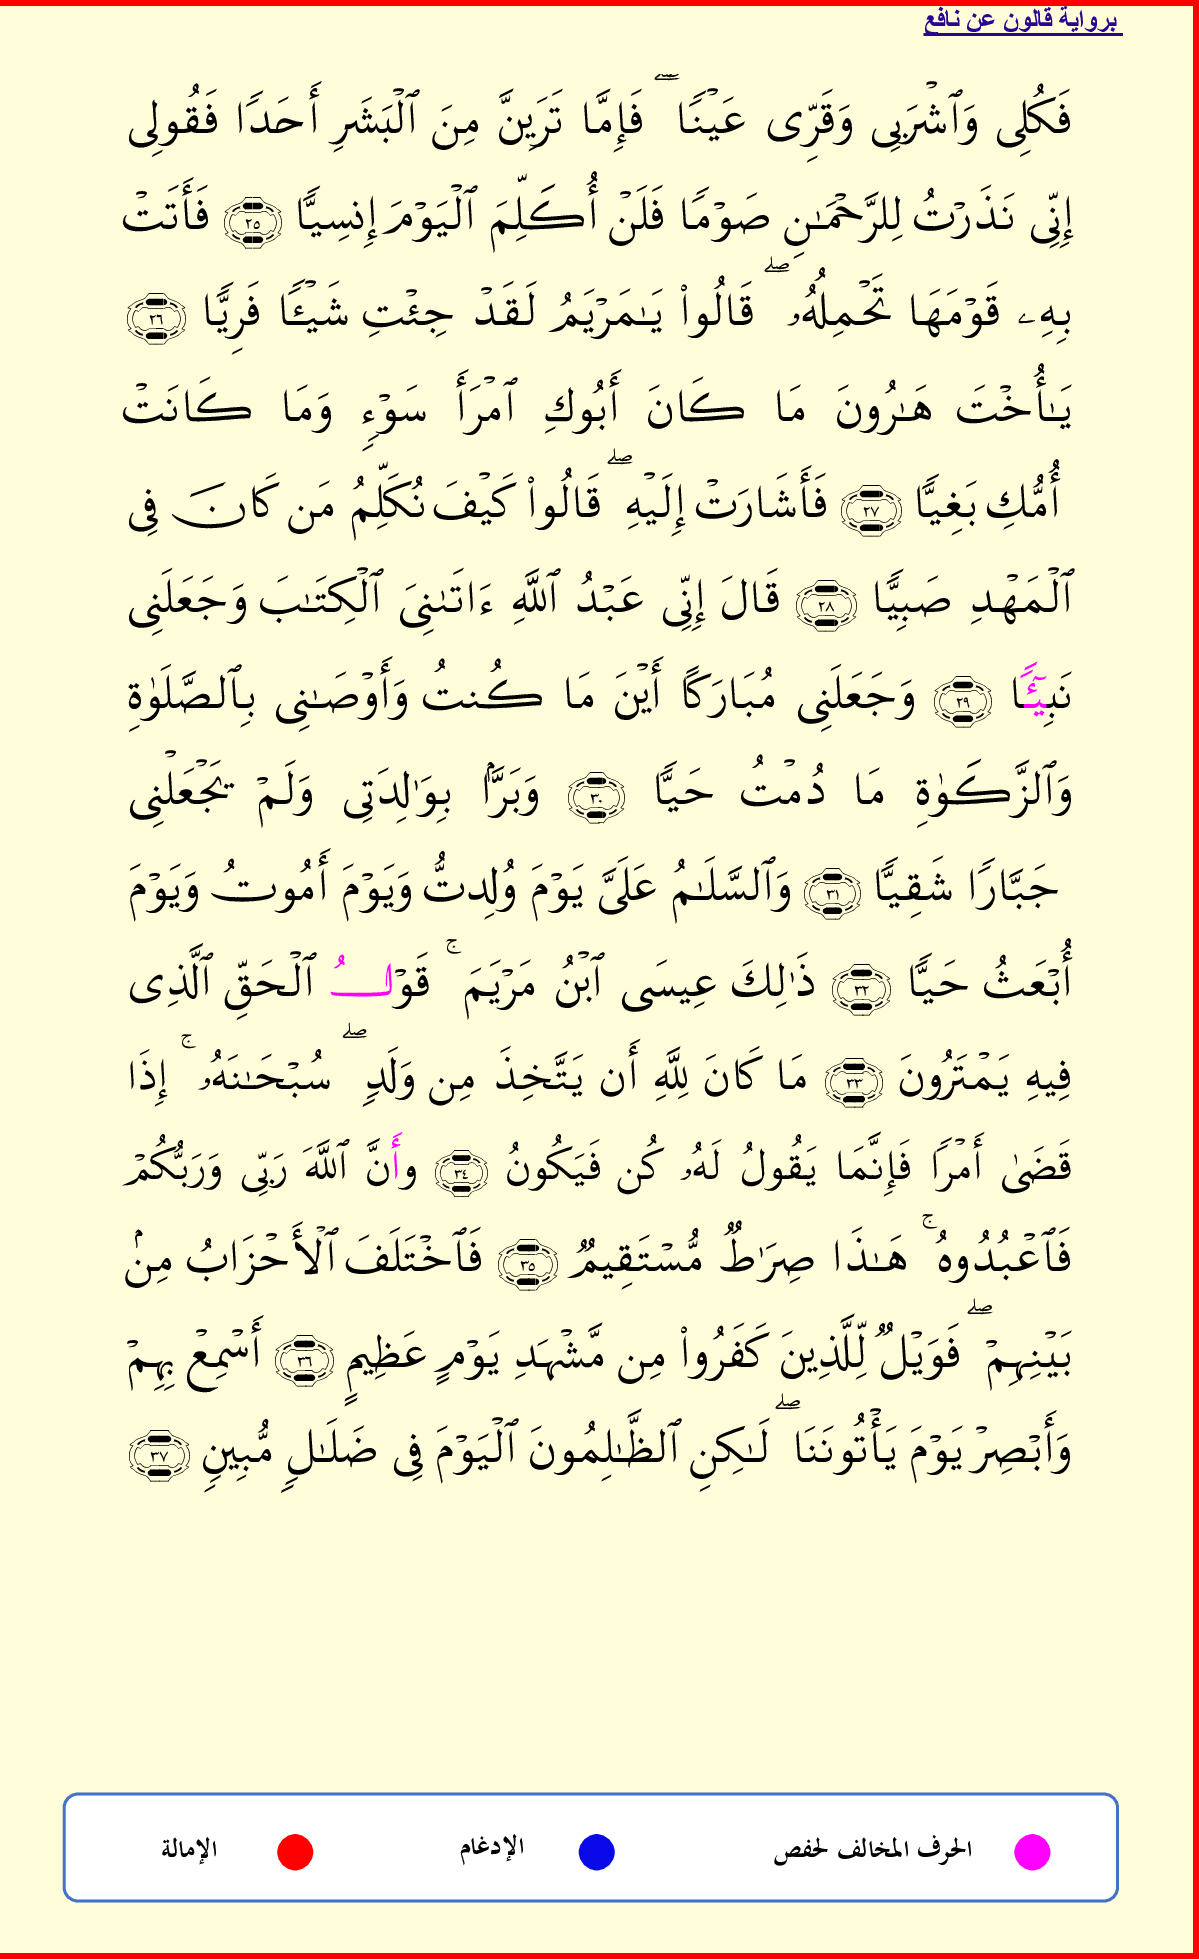 برواية قالون عن نافع
فَكُلِى وَٱشْرَبِى وَقَرِّى عَيْنًا ۖ فَإِمَّا تَرَيِنَّ مِنَ ٱلْبَشَرِ أَحَدًا فَقُولِى
إِنِّى نَذَرْتُ لِلرَّحْمَـٰنِ صَوْمًا فَلَنْ أُكَلِّمَ ٱلْيَوْمَ إِنسِيًّا ٢٥ فَأَتَتْ
بِهِۦ قَوْمَهَا تَحْمِلُهُۥ ۖ قَالُوا۟ يَـٰمَرْيَمُ لَقَدْ جِئْتِ شَيْـًٔا فَرِيًّا ٢٦
يَـٰأُخْتَ هَـٰرُونَ مَا كَانَ أَبُوكِ ٱمْرَأَ سَوْءٍ وَمَا كَانَتْ
أُمُّكِ بَغِيًّا ٢٧ فَأَشَارَتْ إِلَيْهِ ۖ قَالُوا۟ كَيْفَ نُكَلِّمُ مَن كَانَ فِى
ٱلْمَهْدِ صَبِيًّا ٢٨ قَالَ إِنِّى عَبْدُ ٱللَّهِ ءَاتَـٰنِىَ ٱلْكِتَـٰبَ وَجَعَلَنِى
نَبِيٓـًٔا ٢٩ وَجَعَلَنِى مُبَارَكًا أَيْنَ مَا كُنتُ وَأَوْصَـٰنِى بِٱلصَّلَوٰةِ
وَٱلزَّكَوٰةِ مَا دُمْتُ حَيًّا ٣٠ وَبَرًّۢا بِوَٰلِدَتِى وَلَمْ يَجْعَلْنِى
جَبَّارًا شَقِيًّا ٣١ وَٱلسَّلَـٰمُ عَلَىَّ يَوْمَ وُلِدتُّ وَيَوْمَ أَمُوتُ وَيَوْمَ
أُبْعَثُ حَيًّا ٣٢ ذَٰلِكَ عِيسَى ٱبْنُ مَرْيَمَ ۚ قَوْلُ ٱلْحَقِّ ٱلَّذِى
فِيهِ يَمْتَرُونَ ٣٣ مَا كَانَ لِلَّهِ أَن يَتَّخِذَ مِن وَلَدٍ ۖ سُبْحَـٰنَهُۥ ۚ إِذَا
قَضَىٰ أَمْرًا فَإِنَّمَا يَقُولُ لَهُۥ كُن فَيَكُونُ ٣٤ وأَنَّ ٱللَّهَ رَبِّى وَرَبُّكُمْ
فَٱعْبُدُوهُ ۚ هَـٰذَا صِرَٰطٌ مُّسْتَقِيمٌ ٣٥ فَٱخْتَلَفَ ٱلْأَحْزَابُ مِنۢ
بَيْنِهِمْ ۖ فَوَيْلٌ لِّلَّذِينَ كَفَرُوا۟ مِن مَّشْهَدِ يَوْمٍ عَظِيمٍ ٣٦ أَسْمِعْ بِهِمْ
وَأَبْصِرْ يَوْمَ يَأْتُونَنَا ۖ لَـٰكِنِ ٱلظَّـٰلِمُونَ ٱلْيَوْمَ فِى ضَلَـٰلٍ مُّبِينٍ ٣٧
الحرف المخالف لحفص الإدغام الإمالة